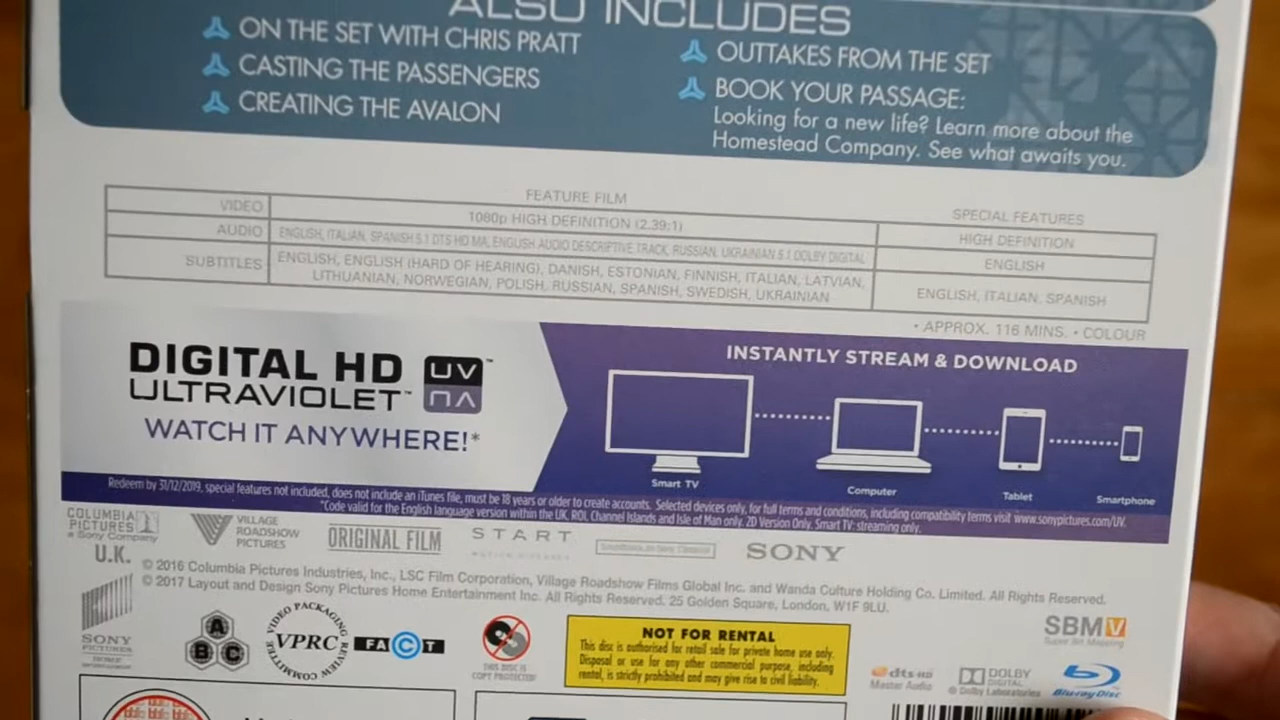 ALSO INCLUDES
ON THE SET WITH CHRIS PRATT
CASTING THE PASSENGERS
CREATING THE AVALON
OUTTAKES FROM THE SET
BOOK YOUR PASSAGE:
Looking for a new life? Learn more about the
Homestead Company. See what awaits you.
FEATURE FILM
SPECIAL FEATURES
VIDEO
1080p HIGH DEFINITION (2.39:1)
HIGH DEFINITION
AUDIO
ENGLISH, ITALIAN, SPANISH 5.1 DTS HD MA, ENGLISH AUDIO DESCRIPTIVE TRACK, RUSSIAN, UKRAINIAN 5.1 DOLBY DIGITAL
ENGLISH
SUBTITLES
ENGLISH, ENGLISH (HARD OF HEARING), DANISH, ESTONIAN, FINNISH, ITALIAN, LATVIAN,
LITHUANIAN, NORWEGIAN, POLISH, RUSSIAN, SPANISH, SWEDISH, UKRAINIAN
ENGLISH, ITALIAN, SPANISH
• APPROX. 116 MINS. • COLOUR
DIGITAL HD
ULTRAVIOLET™
UV™
WATCH IT ANYWHERE!*
INSTANTLY STREAM & DOWNLOAD
Smart TV
Computer
Tablet
Smartphone
Redeem by 31/12/2019, special features not included, does not include an iTunes file, must be 18 years or older to create accounts. Selected devices only, for full terms and conditions, including compatibility terms visit www.sonypictures.com/UV.
*Code valid for the English language version within the UK, ROI, Channel Islands and Isle of Man only. 2D Version Only. Smart TV: streaming only.
COLUMBIA
PICTURES
a Sony Company
U.K.
VILLAGE
ROADSHOW
PICTURES
ORIGINAL FILM
START
MOTION PICTURES
SONY
© 2016 Columbia Pictures Industries, Inc., LSC Film Corporation, Village Roadshow Films Global Inc. and Wanda Culture Holding Co. Limited. All Rights Reserved.
© 2017 Layout and Design Sony Pictures Home Entertainment Inc. All Rights Reserved. 25 Golden Square, London, W1F 9LU.
SONY
PICTURES
HOME
A
B C
VIDEO PACKAGING REVIEW COMMITTEE
VPRC
FACT
THIS DISC IS
COPY PROTECTED
NOT FOR RENTAL
This disc is authorised for retail sale for private home use only.
Disposal or use for any other commercial purpose, including
rental, is strictly prohibited and may give rise to civil liability.
SBMV
Super Bit Mapping
dts-HD
Master Audio
DOLBY
DIGITAL
® Dolby Laboratories
Blu-ray Disc